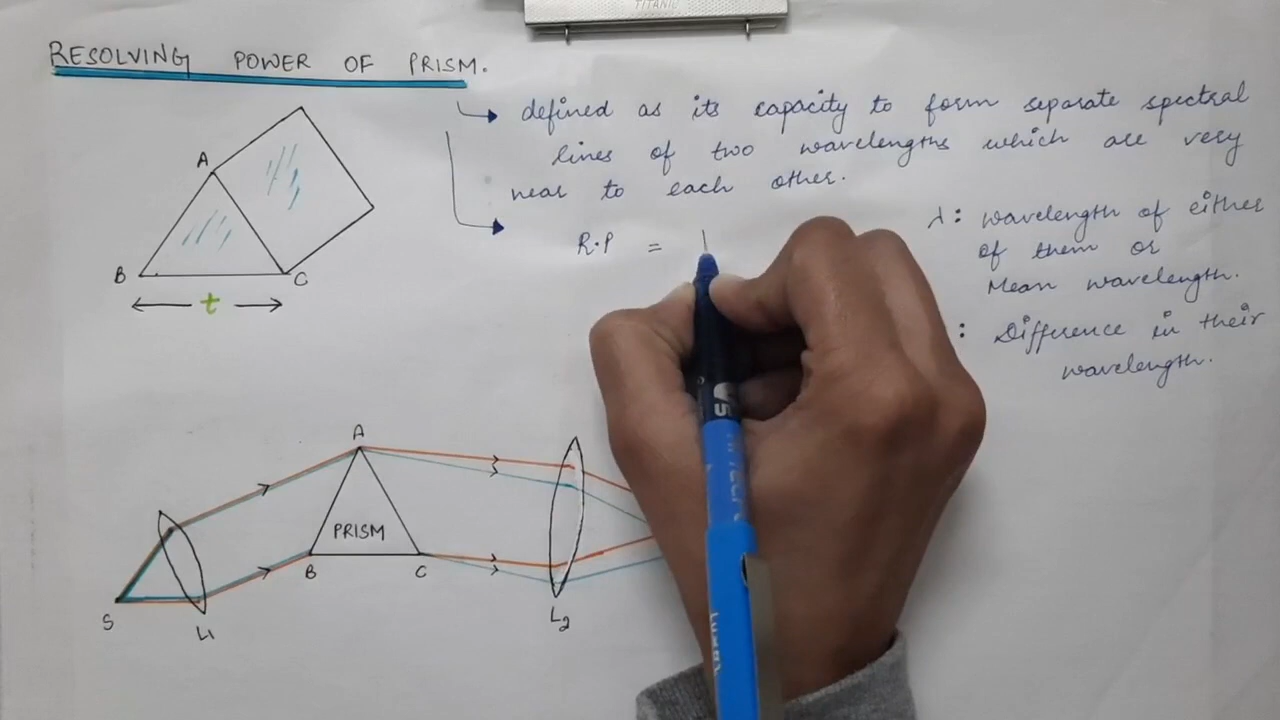 TITANIC
RESOLVING POWER OF PRISM.
defined as its capacity to form separate spectral
lines of two wavelengths which are very
near to each other.
R.P =
λ: wavelength of either
of them or
Mean wavelength.
: Difference in their
wavelength.
A
B
C
t
A
PRISM
B
C
S
L1
L2
V5